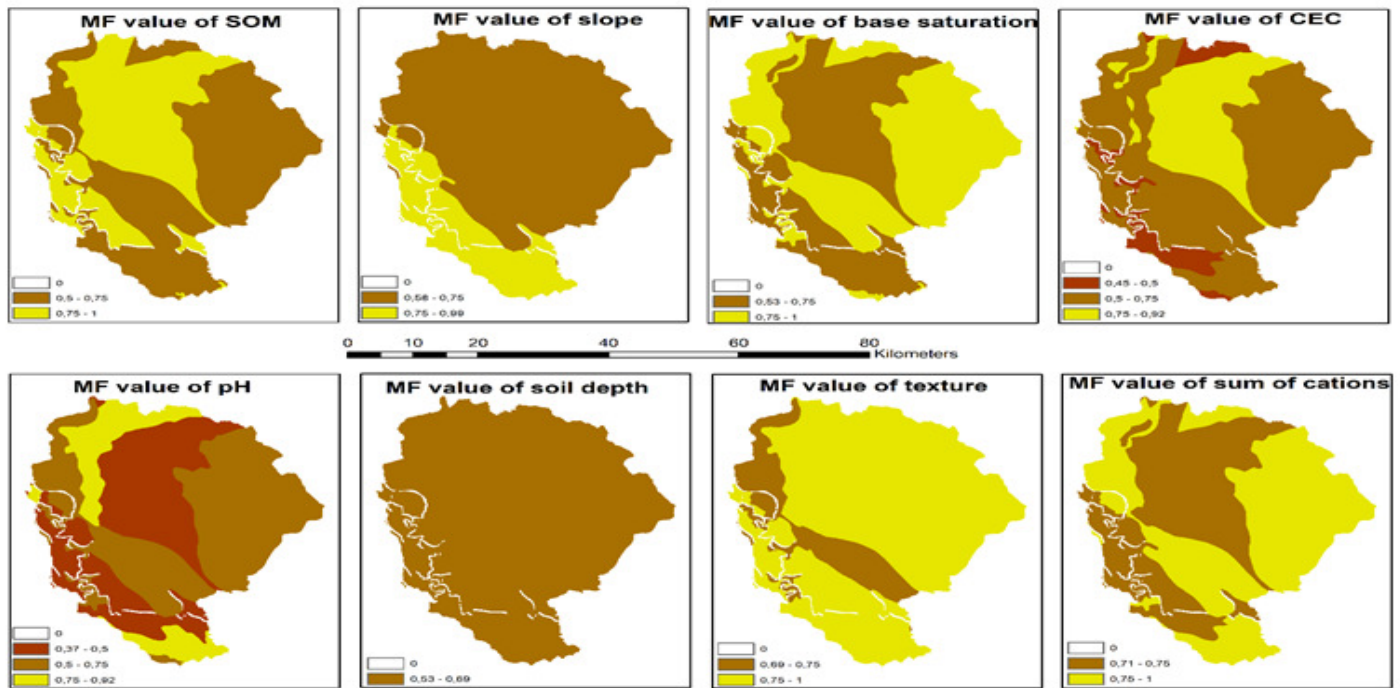 MF value of SOM
0
0,5 - 0,75
0,75 - 1
MF value of slope
0
0,58 - 0,75
0,75 - 0,99
MF value of base saturation
0
0,53 - 0,75
0,75 - 1
MF value of CEC
0
0,45 - 0,5
0,5 - 0,75
0,75 - 0,92
0 10 20 40 60 80
Kilometers
MF value of pH
0
0,37 - 0,5
0,5 - 0,75
0,75 - 0,92
MF value of soil depth
0
0,53 - 0,69
MF value of texture
0
0,69 - 0,75
0,75 - 1
MF value of sum of cations
0
0,71 - 0,75
0,75 - 1